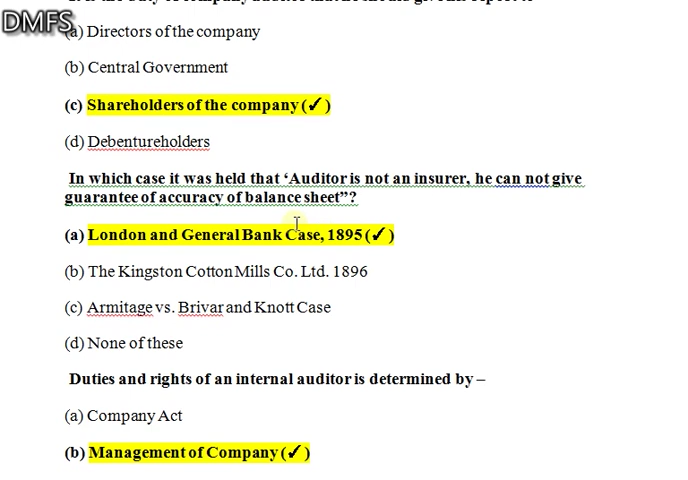 DMFS
(a) Directors of the company
(b) Central Government
(c) Shareholders of the company (✓)
(d) Debentureholders
In which case it was held that ‘Auditor is not an insurer, he can not give
guarantee of accuracy of balance sheet”?
(a) London and General Bank Case, 1895 (✓)
(b) The Kingston Cotton Mills Co. Ltd. 1896
(c) Armitage vs. Brivar and Knott Case
(d) None of these
Duties and rights of an internal auditor is determined by –
(a) Company Act
(b) Management of Company (✓)